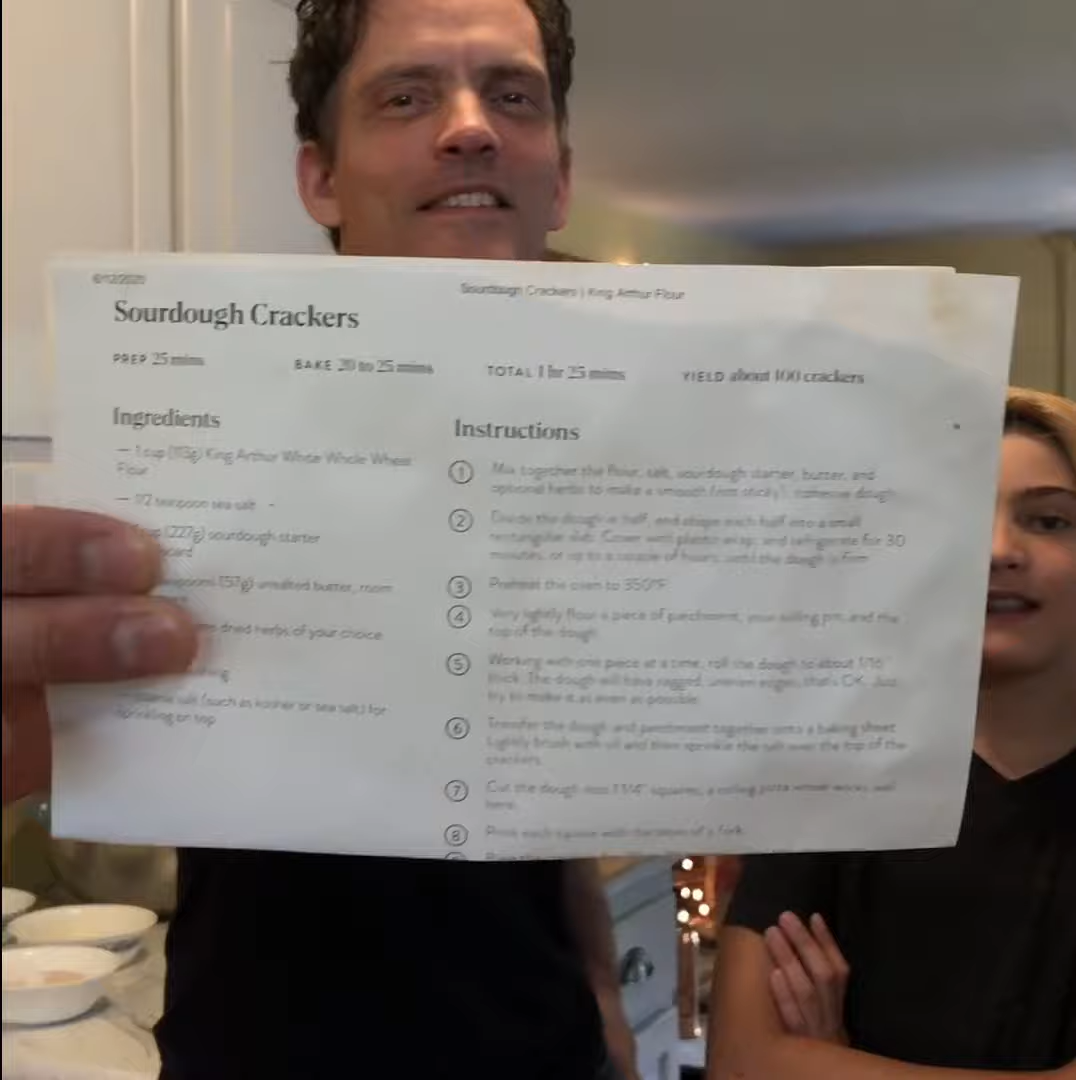 6/12/2020
Sourdough Crackers | King Arthur Flour
Sourdough Crackers
PREP 25 mins
BAKE 20 to 25 mins
TOTAL 1 hr 25 mins
YIELD about 100 crackers
Ingredients
— 1 cup (113g) King Arthur White Whole Wheat
Flour
— 1/2 teaspoon sea salt
(227g) sourdough starter
(57g) unsalted butter, room
dried herbs of your choice
salt (such as kosher or sea salt) for
sprinkling on top
Instructions
1 Mix together the flour, salt, sourdough starter, butter, and
optional herbs to make a smooth (not sticky), cohesive dough.
2 Divide the dough in half, and shape each half into a small
rectangular slab. Cover with plastic wrap, and refrigerate for 30
minutes, or up to a couple of hours, until the dough is firm.
3 Preheat the oven to 350°F.
4 Very lightly flour a piece of parchment, your rolling pin, and the
top of the dough.
5 Working with one piece at a time, roll the dough to about 1/16"
thick. The dough will have ragged, uneven edges; that's OK. Just
try to make it as even as possible.
6 Transfer the dough and parchment together onto a baking sheet.
Lightly brush with oil and then sprinkle the salt over the top of the
crackers.
7 Cut the dough into 1 1/4" squares; a rolling pizza wheel works well
here.
8 Prick each square with the tines of a fork.